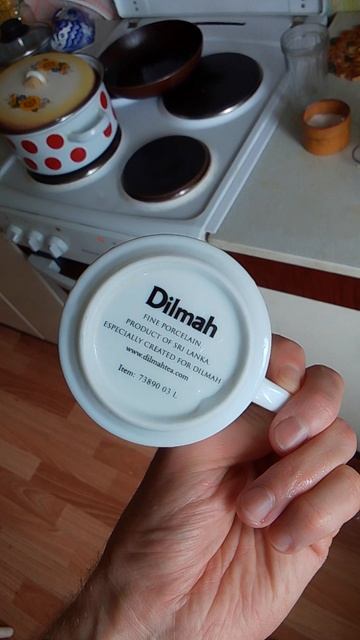 Dilmah
FINE PORCELAIN
PRODUCT OF SRI LANKA
ESPECIALLY CREATED FOR DILMAH
www.dilmahtea.com
Item: 73890 03 L